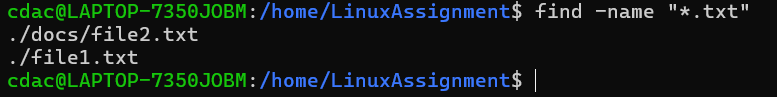 cdac@LAPTOP-7350JOBM:/home/LinuxAssignment$ find -name "*.txt"
./docs/file2.txt
./file1.txt
cdac@LAPTOP-7350JOBM:/home/LinuxAssignment$